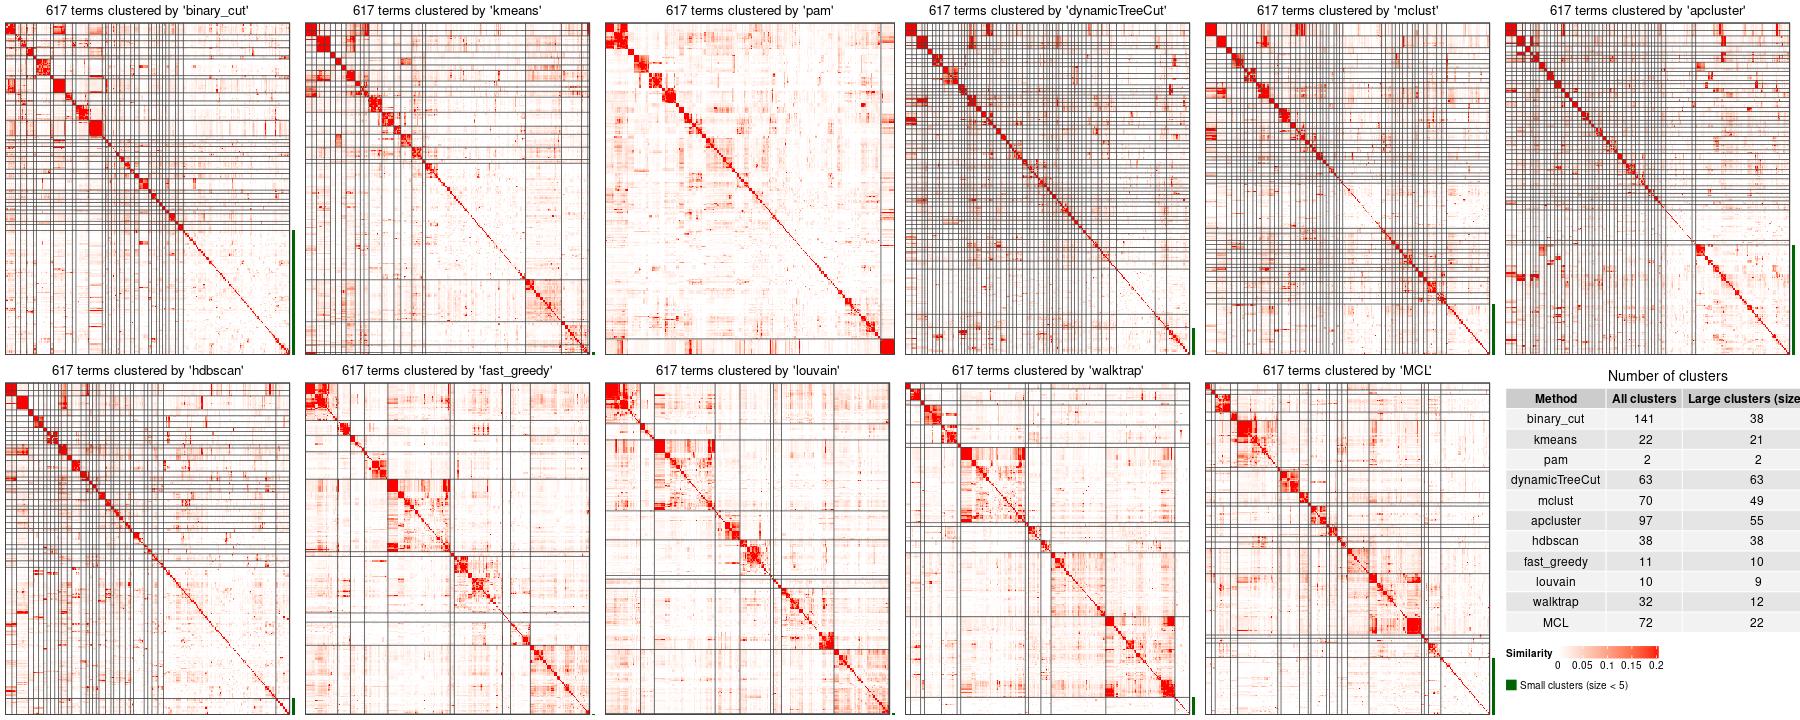 617 terms clustered by 'binary_cut'
617 terms clustered by 'kmeans'
617 terms clustered by 'pam'
617 terms clustered by 'dynamicTreeCut'
617 terms clustered by 'mclust'
617 terms clustered by 'apcluster'
617 terms clustered by 'hdbscan'
617 terms clustered by 'fast_greedy'
617 terms clustered by 'louvain'
617 terms clustered by 'walktrap'
617 terms clustered by 'MCL'
Number of clusters
Method All clusters Large clusters (size
binary_cut 141 38
kmeans 22 21
pam 2 2
dynamicTreeCut 63 63
mclust 70 49
apcluster 97 55
hdbscan 38 38
fast_greedy 11 10
louvain 10 9
walktrap 32 12
MCL 72 22
Similarity
0 0.05 0.1 0.15 0.2
Small clusters (size < 5)